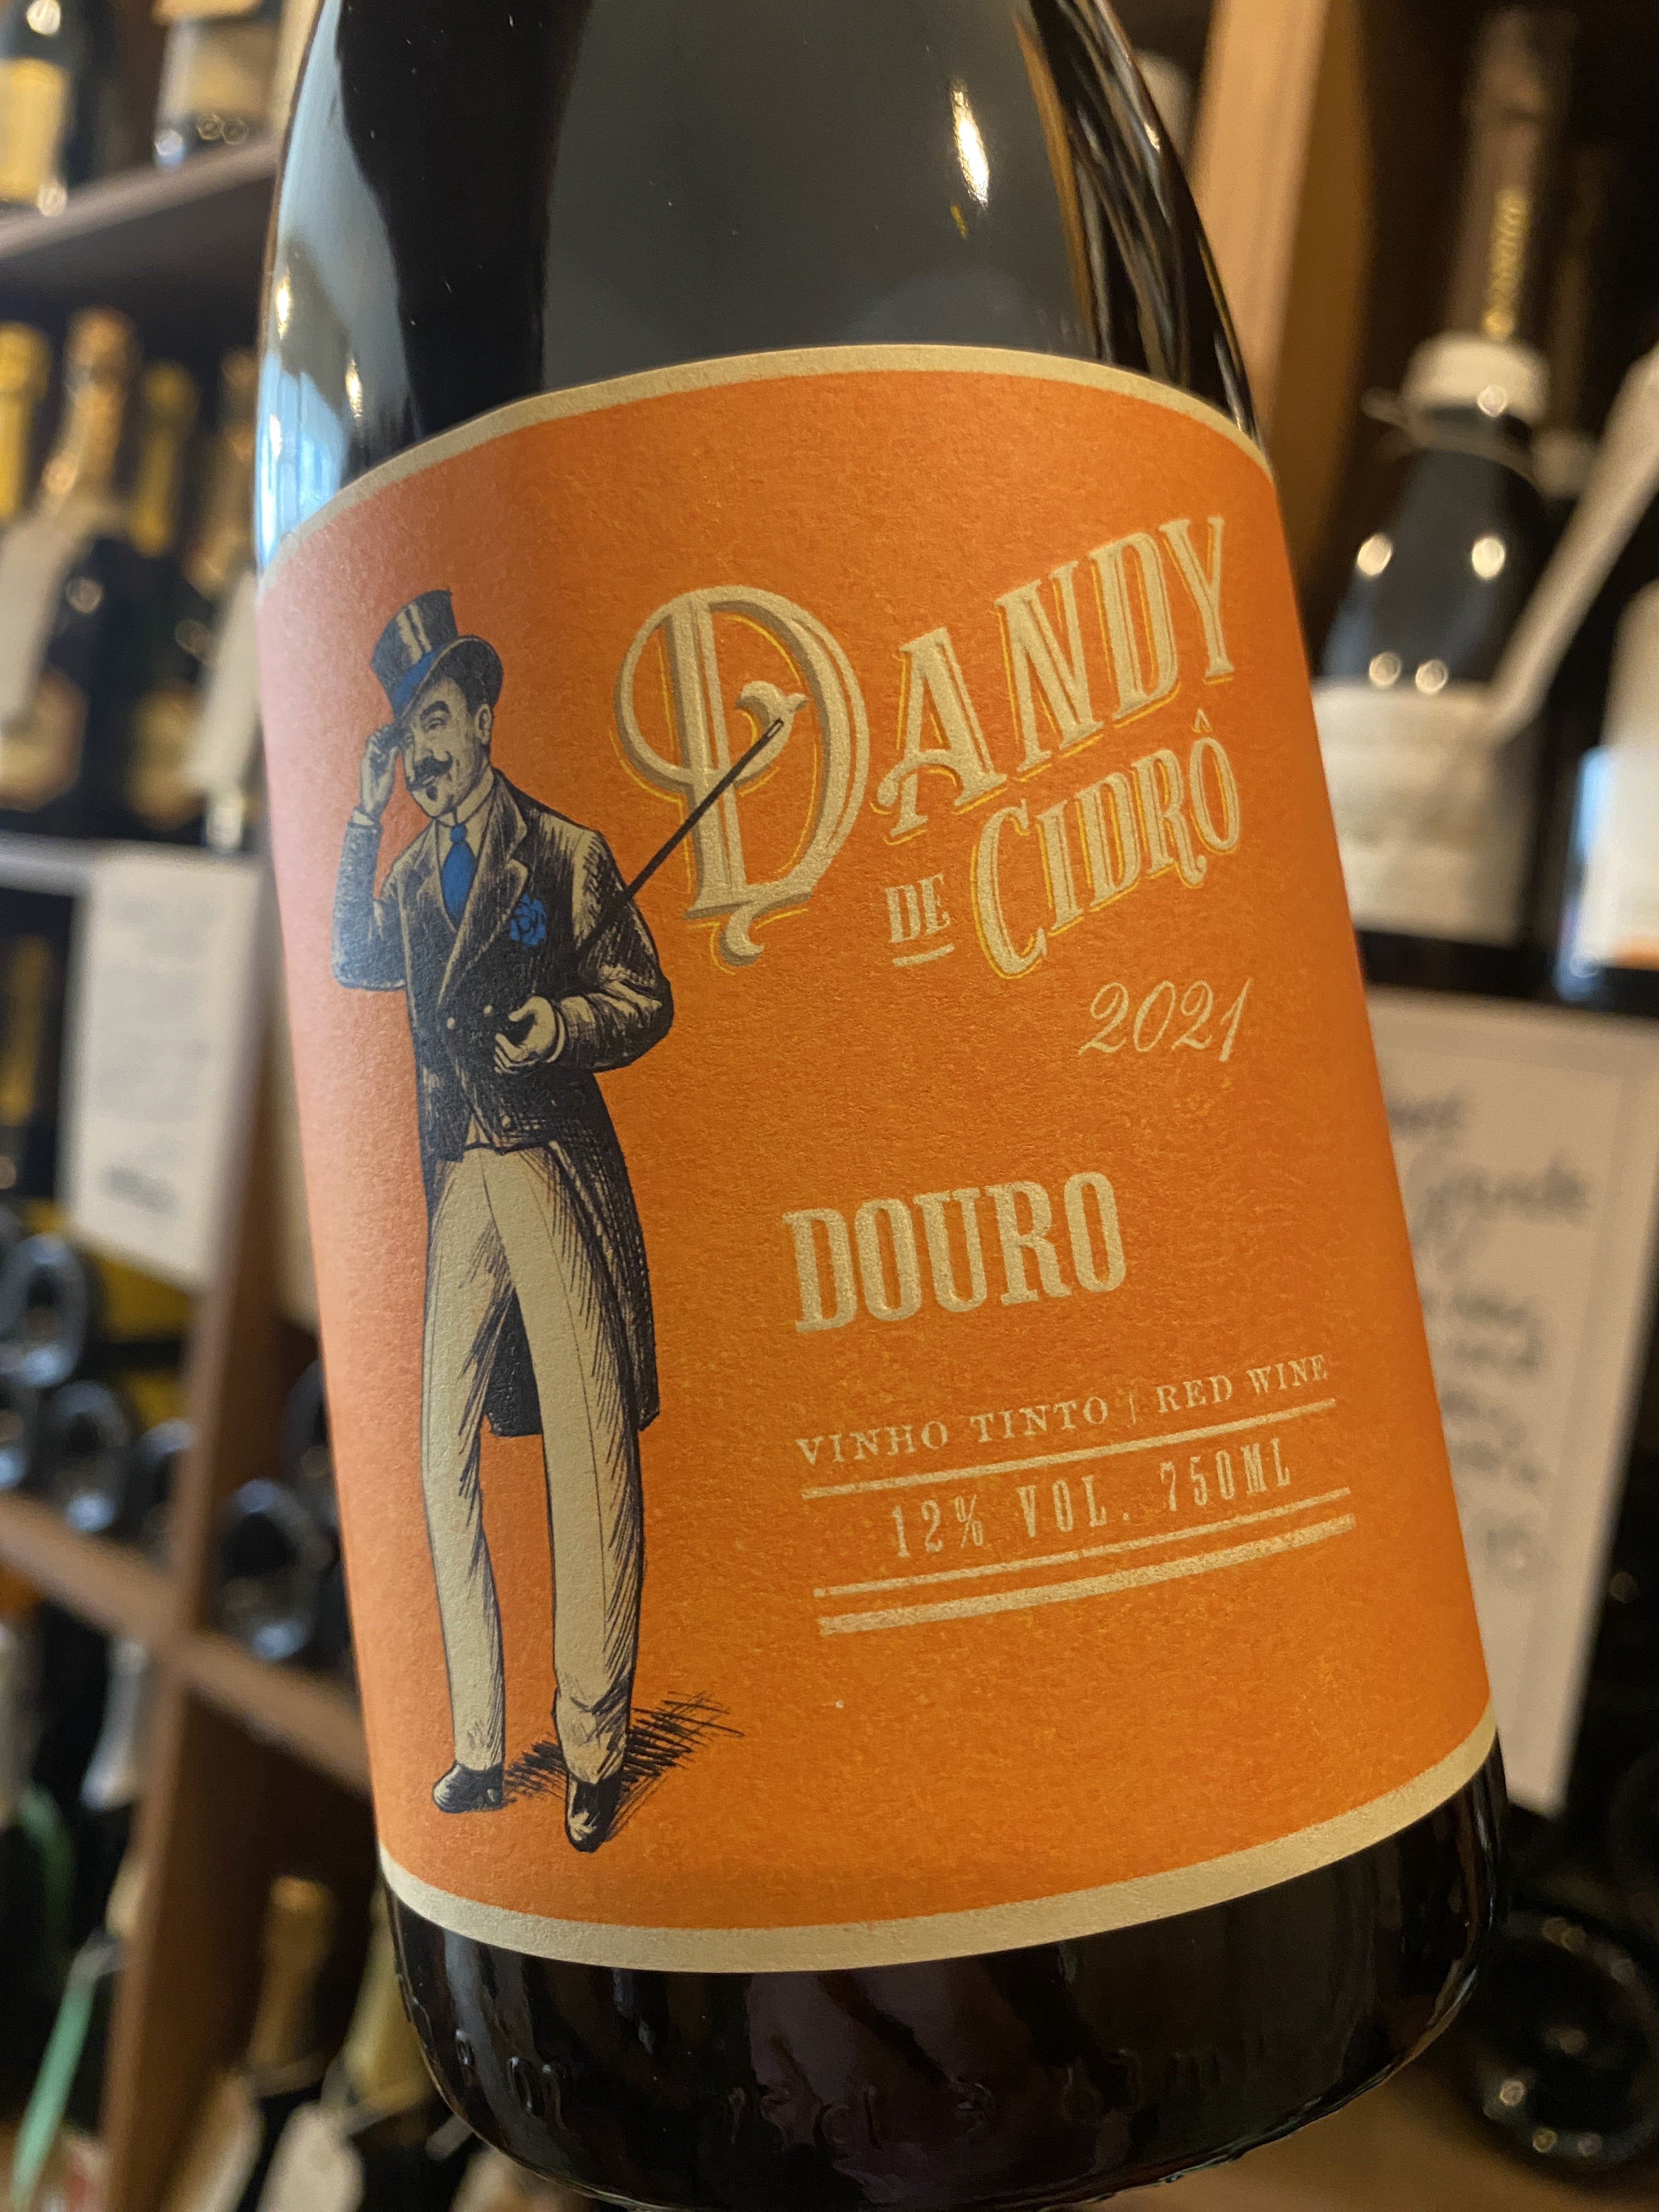 DANDY
DE CIDRÔ
2021
DOURO
VINHO TINTO | RED WINE
12% VOL. 750ML